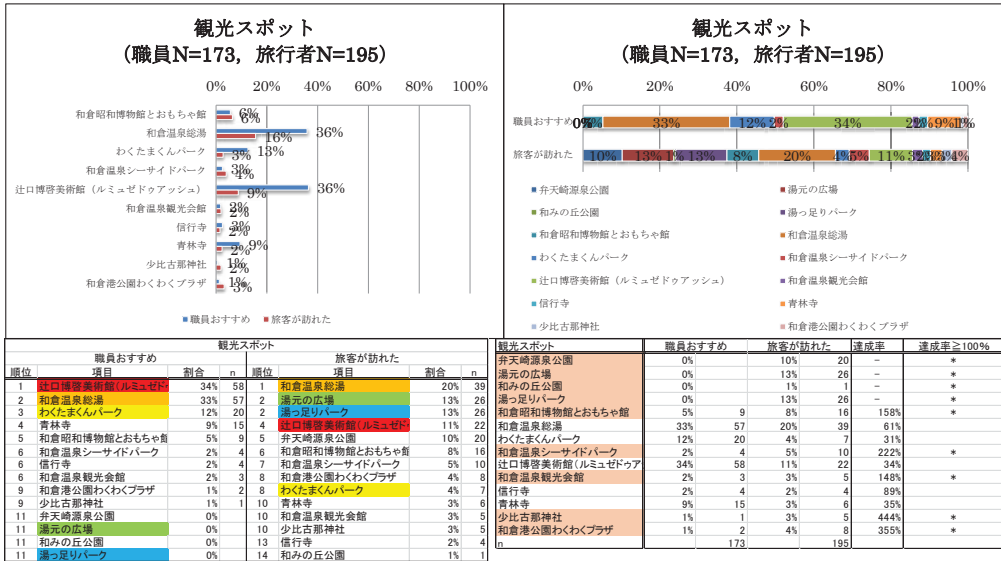 観光スポット
（職員N=173，旅行者N=195）
0% 20% 40% 60% 80% 100%
和倉昭和博物館とおもちゃ館 6% 6%
和倉温泉総湯 36% 16%
わくたまくんパーク 13% 3%
和倉温泉シーサイドパーク 3% 4%
辻口博啓美術館（ルミュゼドゥアッシュ） 36% 9%
和倉温泉観光会館 2%
信行寺 2%
青林寺 9% 2%
少比古那神社 1% 2%
和倉港公園わくわくプラザ 1% 3%
職員おすすめ 旅客が訪れた
観光スポット
（職員N=173，旅行者N=195）
0% 20% 40% 60% 80% 100%
職員おすすめ 33% 12% 2% 34% 9% 1%
旅客が訪れた 10% 13% 1% 13% 8% 20% 4% 5% 11% 3% 2% 3% 3% 4%
弁天崎源泉公園 湯元の広場
和みの丘公園 湯っ足りパーク
和倉昭和博物館とおもちゃ館 和倉温泉総湯
わくたまくんパーク 和倉温泉シーサイドパーク
辻口博啓美術館（ルミュゼドゥアッシュ） 和倉温泉観光会館
信行寺 青林寺
少比古那神社 和倉港公園わくわくプラザ
観光スポット
職員おすすめ 旅客が訪れた
順位 項目 割合 n 順位 項目 割合 n
1 辻口博啓美術館(ルミュゼド 34% 58 1 和倉温泉総湯 20% 39
2 和倉温泉総湯 33% 57 2 湯元の広場 13% 26
3 わくたまくんパーク 12% 20 2 湯っ足りパーク 13% 26
4 青林寺 9% 15 4 辻口博啓美術館(ルミュゼド 11% 22
5 和倉昭和博物館とおもちゃ館 5% 9 5 弁天崎源泉公園 10% 20
6 和倉温泉シーサイドパーク 2% 4 6 和倉昭和博物館とおもちゃ館 8% 16
6 信行寺 2% 4 7 和倉温泉シーサイドパーク 5% 10
6 和倉温泉観光会館 2% 3 8 和倉港公園わくわくプラザ 4% 8
9 和倉港公園わくわくプラザ 1% 2 8 わくたまくんパーク 4% 7
9 少比古那神社 1% 1 10 青林寺 3% 6
11 弁天崎源泉公園 0% 10 和倉温泉観光会館 3% 5
11 湯元の広場 0% 10 少比古那神社 3% 5
11 和みの丘公園 0% 13 信行寺 2% 4
11 湯っ足りパーク 0% 14 和みの丘公園 1% 1
観光スポット 職員おすすめ 旅客が訪れた 達成率 達成率≧100%
弁天崎源泉公園 0% 10% 20 － *
湯元の広場 0% 13% 26 － *
和みの丘公園 0% 1% 1 － *
湯っ足りパーク 0% 13% 26 － *
和倉昭和博物館とおもちゃ館 5% 9 8% 16 158% *
和倉温泉総湯 33% 57 20% 39 61%
わくたまくんパーク 12% 20 4% 7 31%
和倉温泉シーサイドパーク 2% 4 5% 10 222% *
辻口博啓美術館(ルミュゼドゥア 34% 58 11% 22 34%
和倉温泉観光会館 2% 3 3% 5 148% *
信行寺 2% 4 2% 4 89%
青林寺 9% 15 3% 6 35%
少比古那神社 1% 1 3% 5 444% *
和倉港公園わくわくプラザ 1% 2 4% 8 355% *
n 173 195